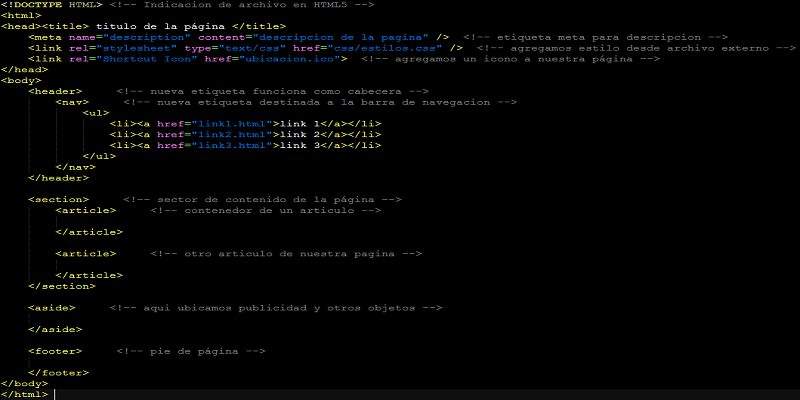 <!DOCTYPE HTML> <!-- Indicacion de archivo en HTML5 -->
<html>
<head><title> titulo de la página </title>
<meta name="description" content="descripcion de la pagina" /> <!-- etiqueta meta para descripcion -->
<link rel="stylesheet" type="text/css" href="css/estilos.css" /> <!-- agregamos estilo desde archivo externo -->
<link rel="Shortcut Icon" href="ubicacion.ico"> <!-- agregamos un icono a nuestra página -->
</head>
<body>
<header> <!-- nueva etiqueta funciona como cabecera -->
<nav> <!-- nueva etiqueta destinada a la barra de navegacion -->
<ul>
<li><a href="link1.html">link 1</a></li>
<li><a href="link2.html">link 2</a></li>
<li><a href="link3.html">link 3</a></li>
</ul>
</nav>
</header>
<section> <!-- sector de contenido de la página -->
<article> <!-- contenedor de un articulo -->
</article>
<article> <!-- otro articulo de nuestra pagina -->
</article>
</section>
<aside> <!-- aqui ubicamos publicidad y otros objetos -->
</aside>
<footer> <!-- pie de página -->
</footer>
</body>
</html>